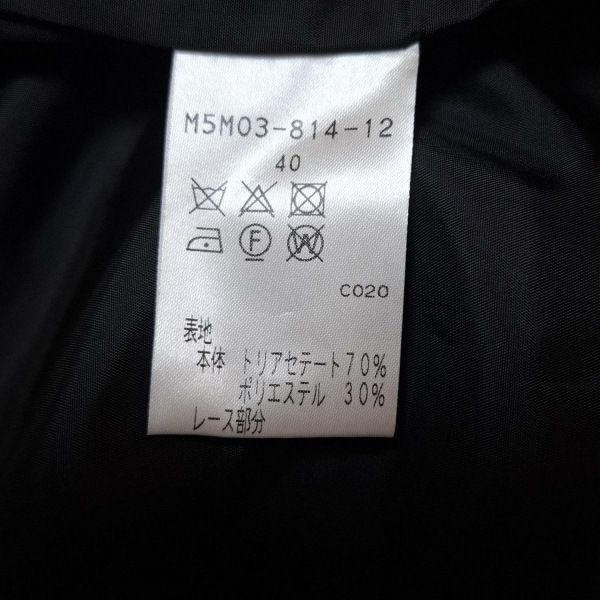 M5M03-814-12
40
F W
C020
表地
本体 トリアセテート70%
ポリエステル 30%
レース部分